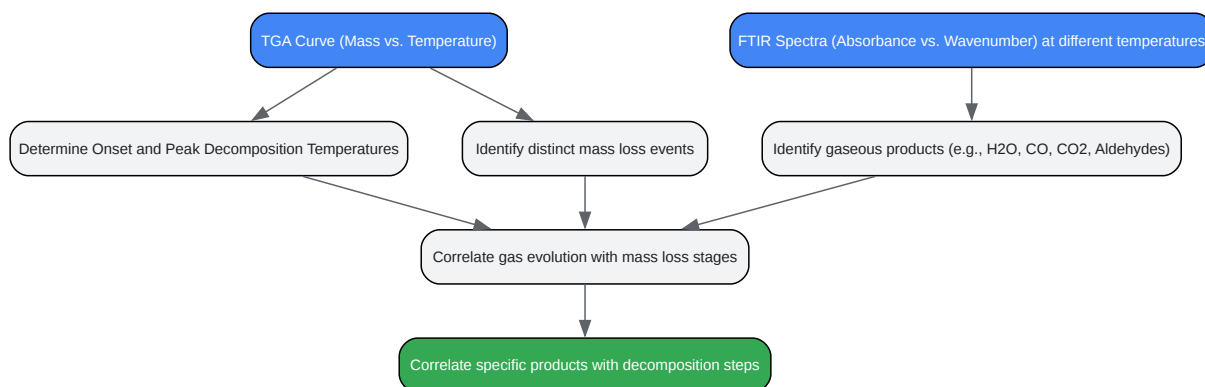 TGA Curve (Mass vs. Temperature)
FTIR Spectra (Absorbance vs. Wavenumber) at different temperatures
Determine Onset and Peak Decomposition Temperatures
Identify distinct mass loss events
Identify gaseous products (e.g., H2O, CO, CO2, Aldehydes)
Correlate gas evolution with mass loss stages
Correlate specific products with decomposition steps